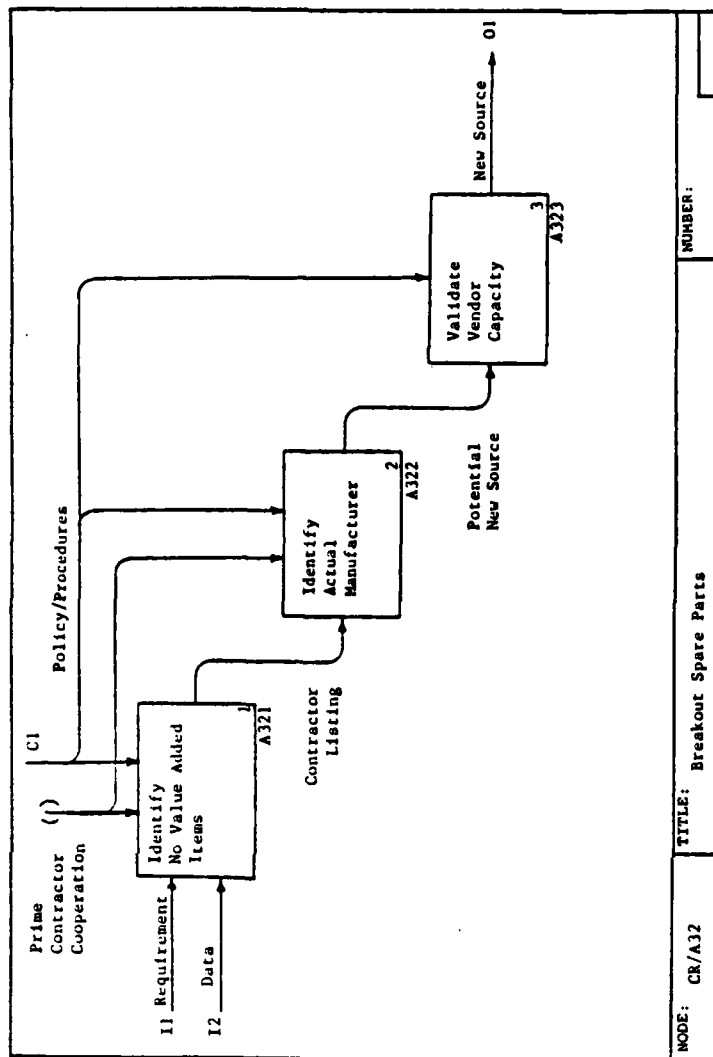 Prime
Contractor
Cooperation
( )
C1
Policy/Procedures
I1 Requirement
I2 Data
Identify
No Value Added
Items
1
A321
Contractor
Listing
Identify
Actual
Manufacturer
2
A322
Potential
New Source
Validate
Vendor
Capacity
3
A323
New Source
O1
NODE: CR/A32
TITLE: Breakout Spare Parts
NUMBER: